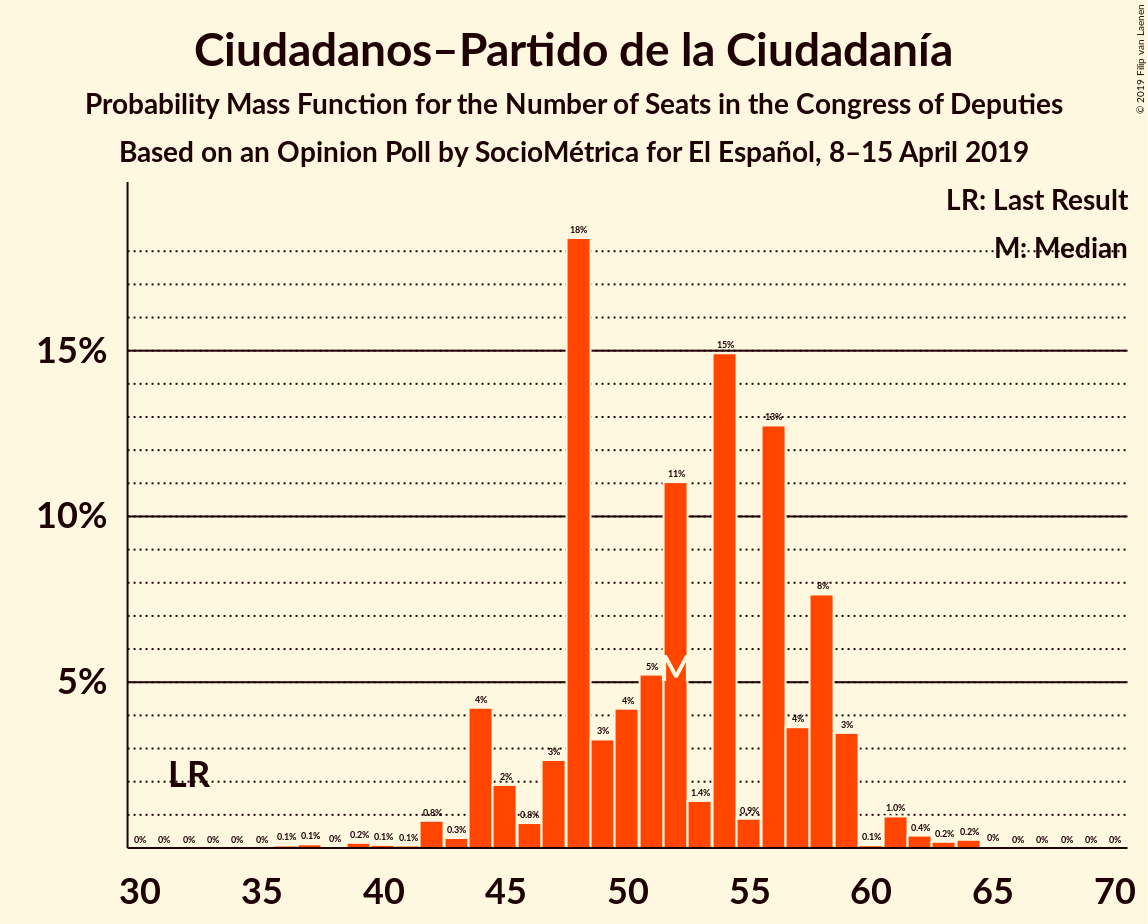 Ciudadanos–Partido de la Ciudadanía
Probability Mass Function for the Number of Seats in the Congress of Deputies
Based on an Opinion Poll by SocioMétrica for El Español, 8–15 April 2019
© 2019 Filip van Laenen
LR: Last Result
M: Median
15%
10%
5%
LR
M
0% 0% 0% 0% 0% 0% 0.1% 0.1% 0% 0.2% 0.1% 0.1% 0.8% 0.3% 4% 2% 0.8% 3% 18% 3% 4% 5% 11% 1.4% 15% 0.9% 13% 4% 8% 3% 0.1% 1.0% 0.4% 0.2% 0.2% 0% 0% 0% 0% 0% 0%
30 35 40 45 50 55 60 65 70